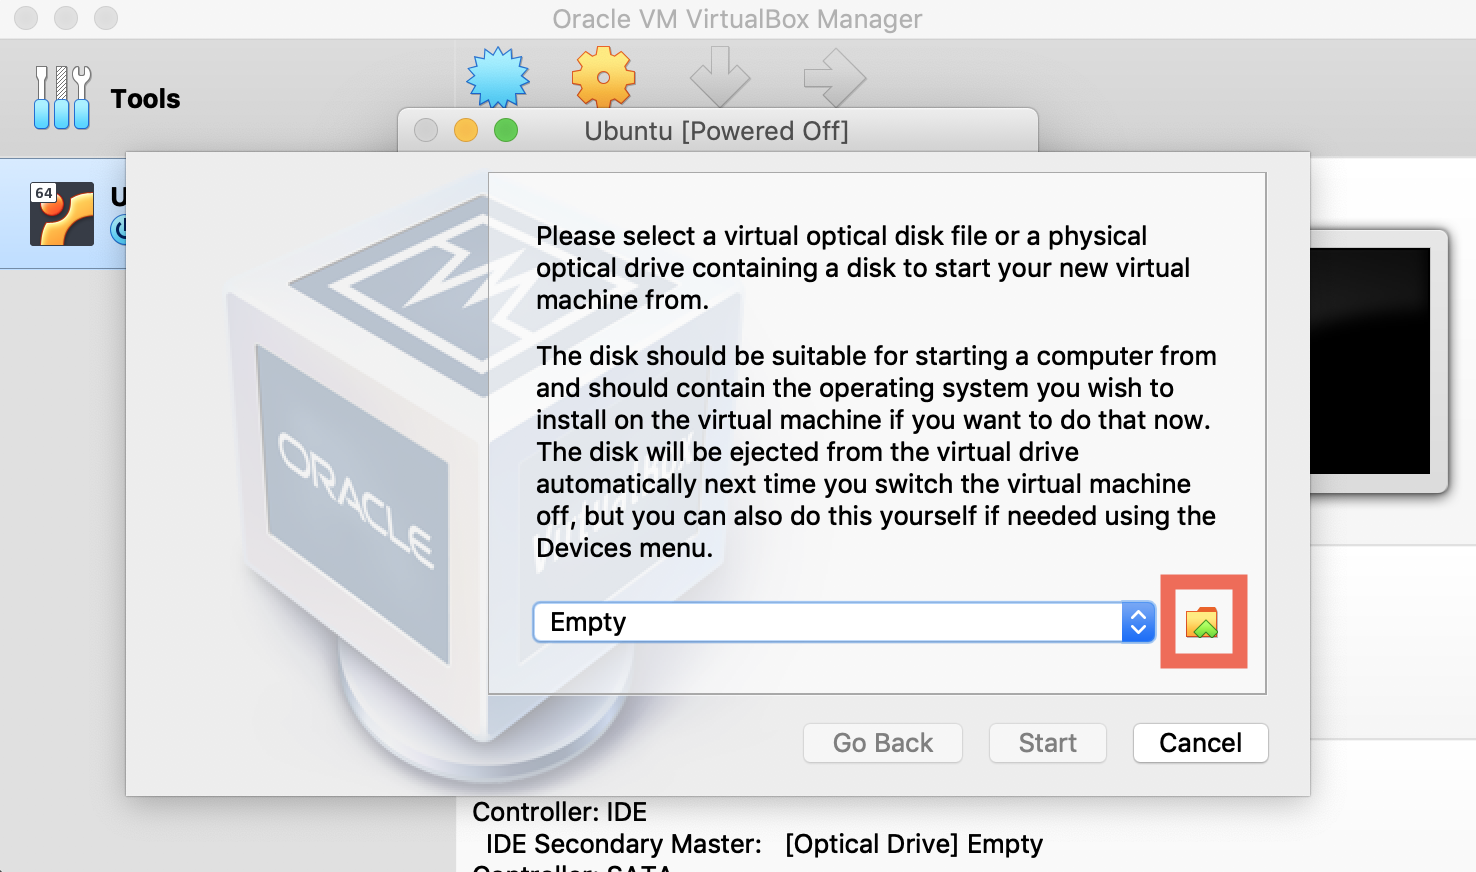 Oracle VM VirtualBox Manager
Tools
Ubuntu [Powered Off]
64
U
Please select a virtual optical disk file or a physical
optical drive containing a disk to start your new virtual
machine from.
The disk should be suitable for starting a computer from
and should contain the operating system you wish to
install on the virtual machine if you want to do that now.
The disk will be ejected from the virtual drive
automatically next time you switch the virtual machine
off, but you can also do this yourself if needed using the
Devices menu.
VM
ORACLE
VirtualBox
Empty
Go Back
Start
Cancel
Controller: IDE
IDE Secondary Master: [Optical Drive] Empty
Controller: SATA